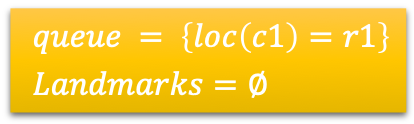 queue = {loc(c1) = r1}
Landmarks = ∅